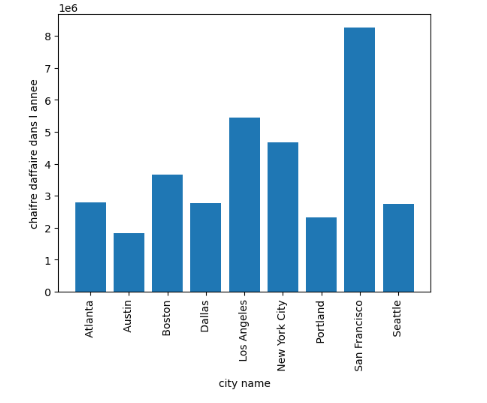 1e6
8
7
6
5
4
3
2
1
0
chaifre daffaire dans l annee
Atlanta
Austin
Boston
Dallas
Los Angeles
New York City
Portland
San Francisco
Seattle
city name